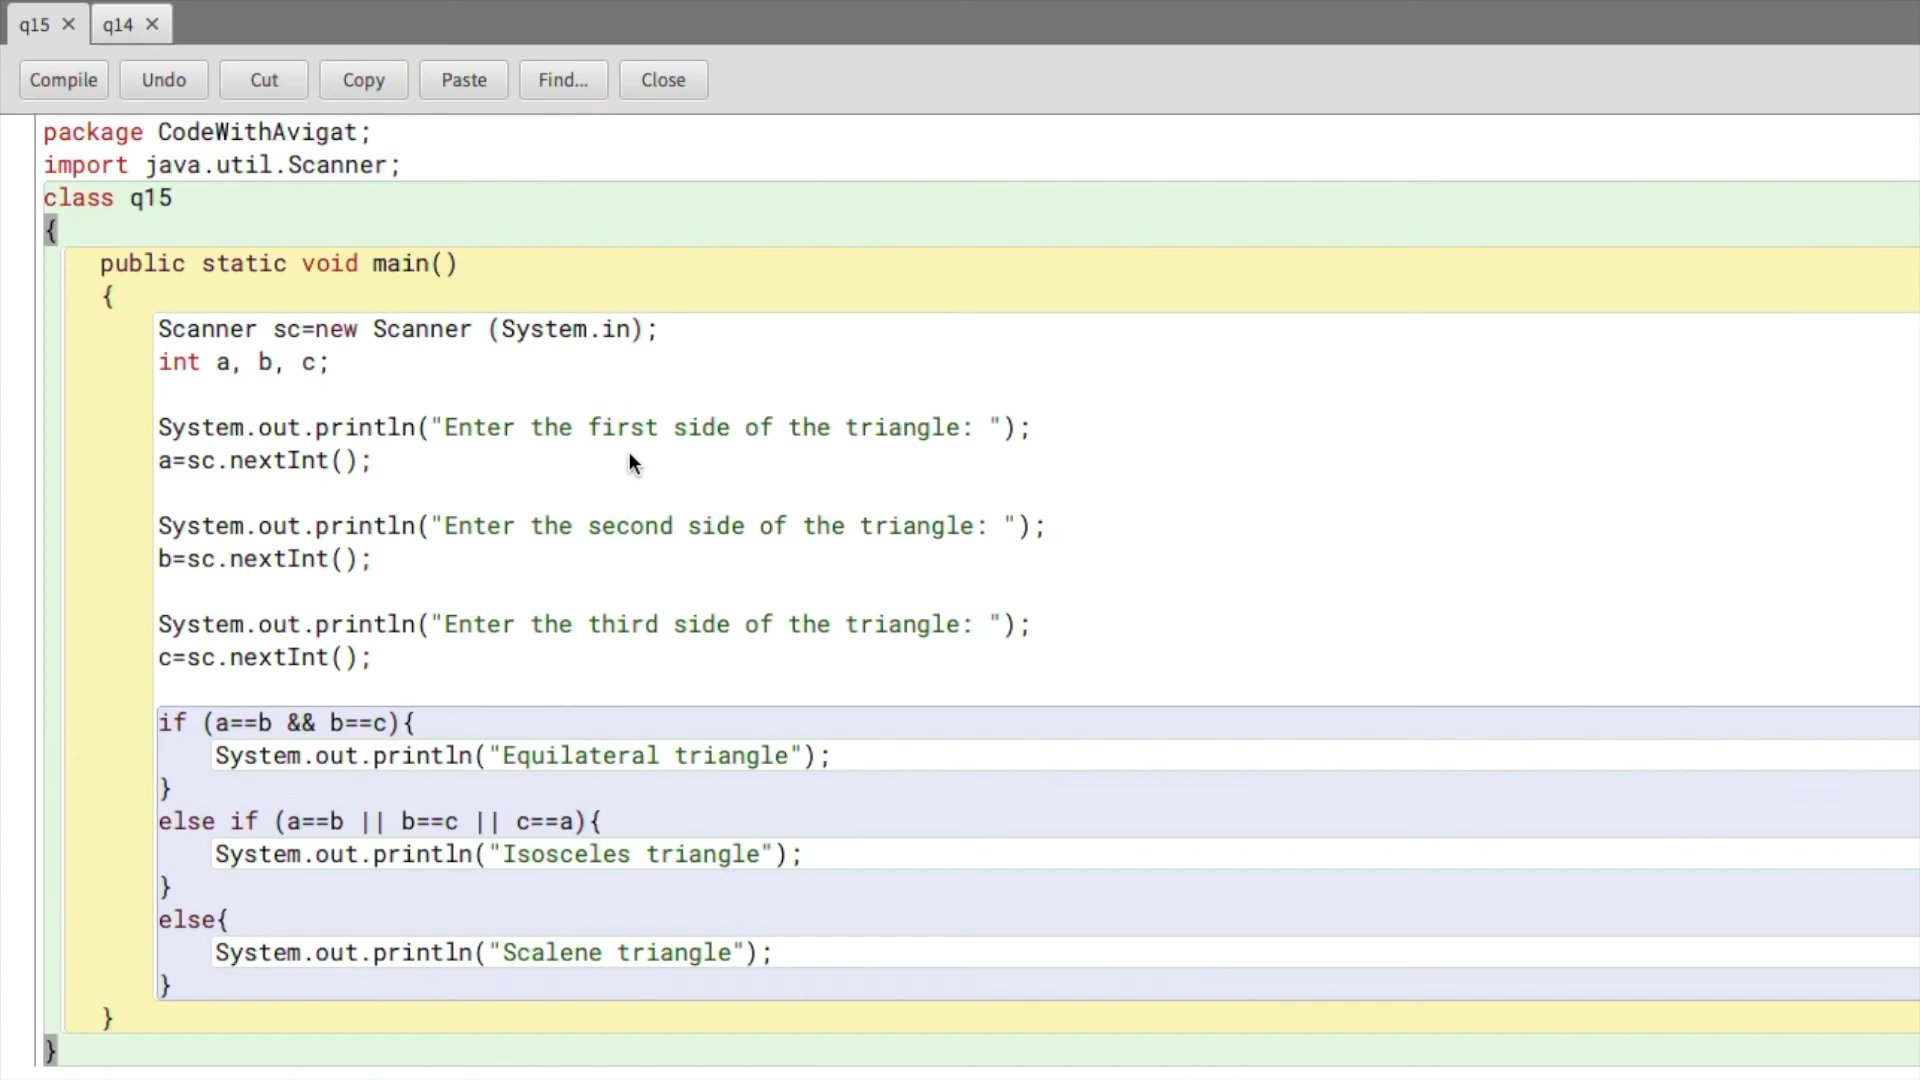 q15 × q14 ×
Compile Undo Cut Copy Paste Find... Close
package CodeWithAvigat;
import java.util.Scanner;
class q15
{
    public static void main()
    {
        Scanner sc=new Scanner (System.in);
        int a, b, c;

        System.out.println("Enter the first side of the triangle: ");
        a=sc.nextInt();

        System.out.println("Enter the second side of the triangle: ");
        b=sc.nextInt();

        System.out.println("Enter the third side of the triangle: ");
        c=sc.nextInt();

        if (a==b && b==c){
            System.out.println("Equilateral triangle");
        }
        else if (a==b || b==c || c==a){
            System.out.println("Isosceles triangle");
        }
        else{
            System.out.println("Scalene triangle");
        }
    }
}